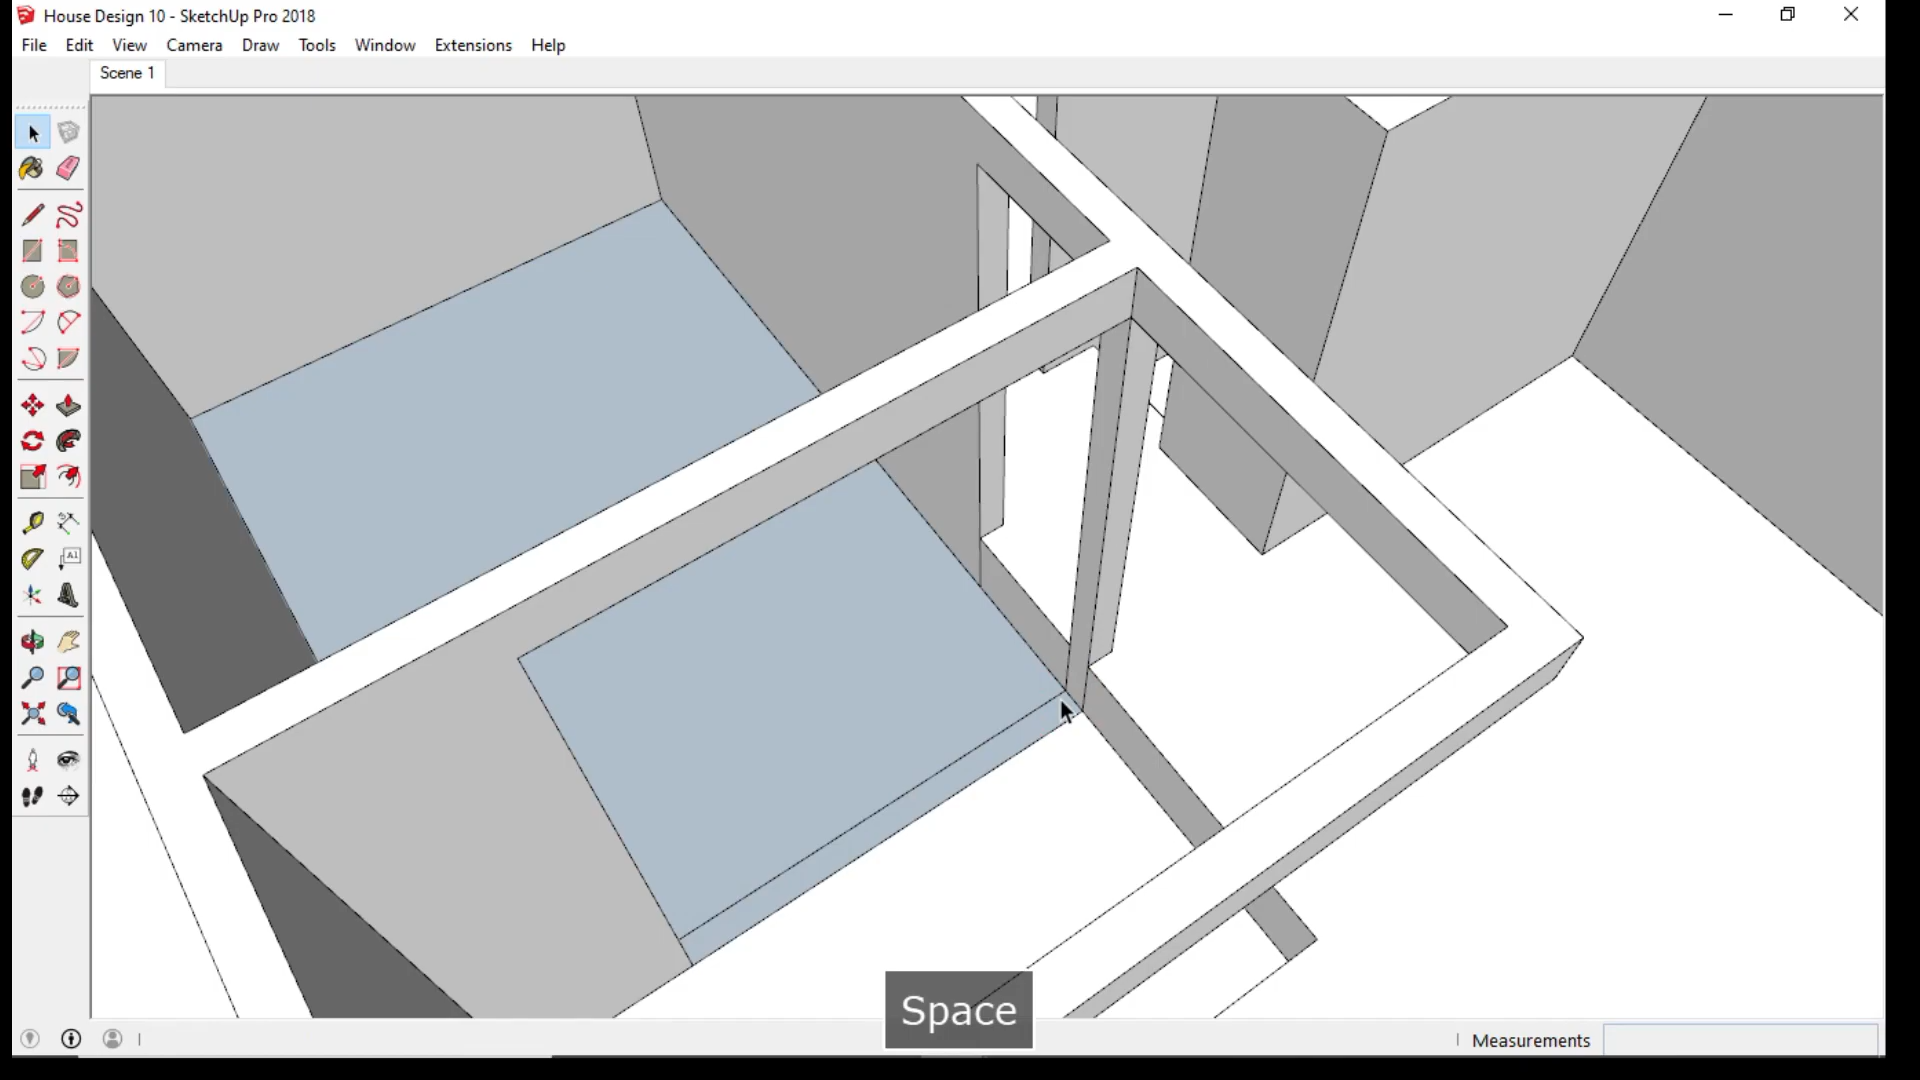 House Design 10 - SketchUp Pro 2018
File Edit View Camera Draw Tools Window Extensions Help
Scene 1
A1
Space
Measurements